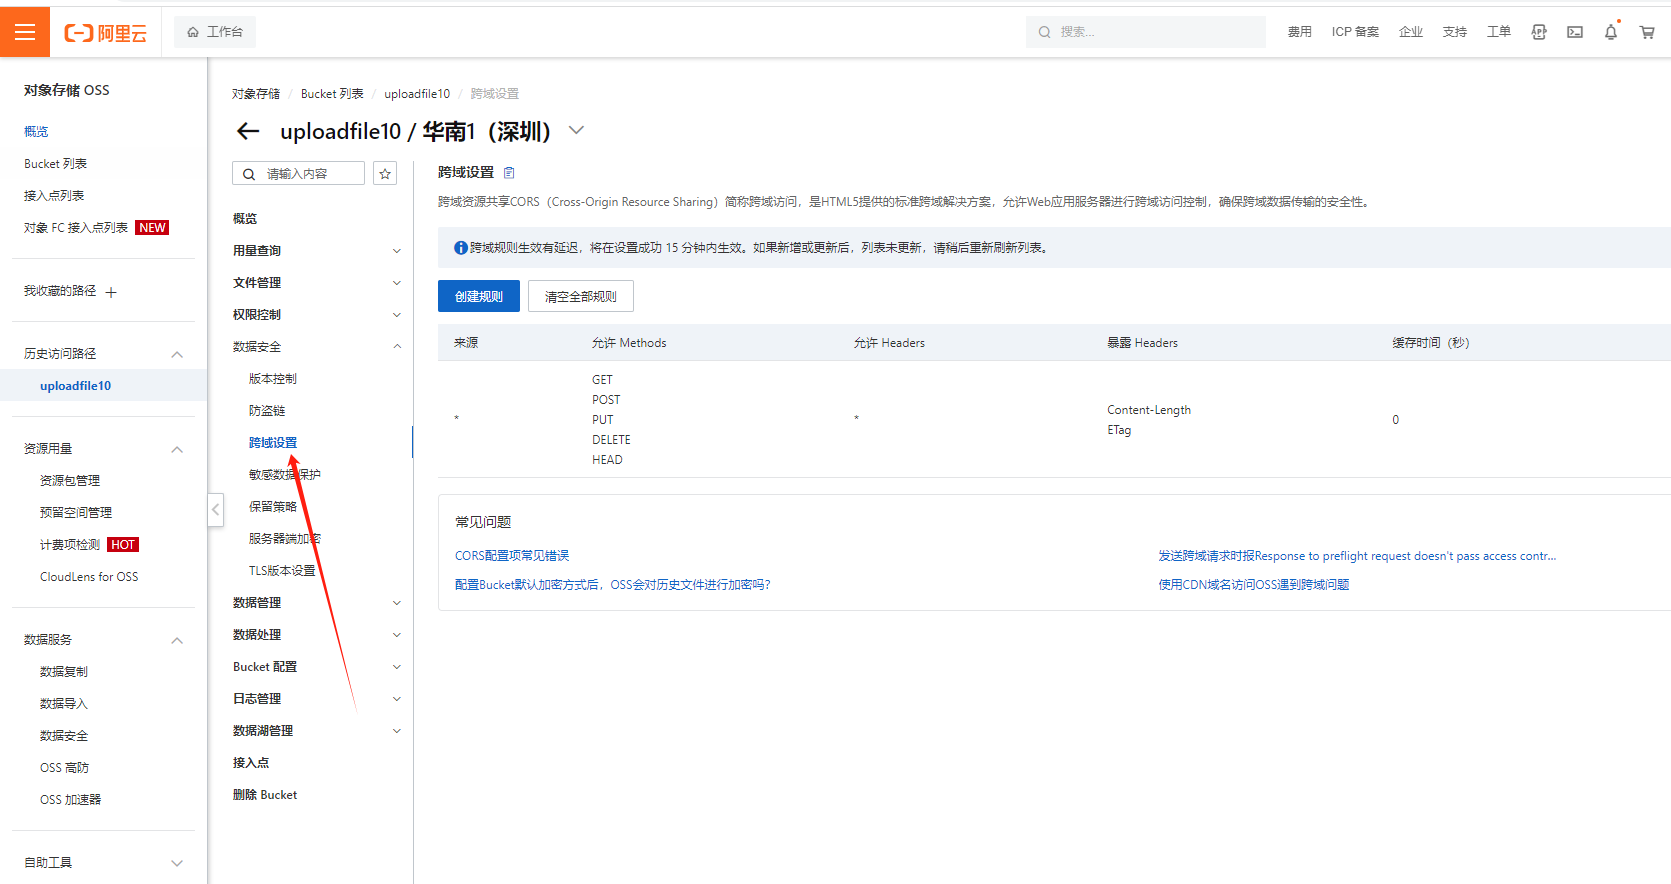 阿里云
工作台
搜索...
费用
ICP 备案
企业
支持
工单
对象存储 OSS
概览
Bucket 列表
接入点列表
对象 FC 接入点列表 NEW
我收藏的路径
历史访问路径
uploadfile10
资源用量
资源包管理
预留空间管理
计费项检测 HOT
CloudLens for OSS
数据服务
数据复制
数据导入
数据安全
OSS 高防
OSS 加速器
自助工具
对象存储 / Bucket 列表 / uploadfile10 / 跨域设置
uploadfile10 / 华南1（深圳）
请输入内容
概览
用量查询
文件管理
权限控制
数据安全
版本控制
防盗链
跨域设置
敏感数据保护
保留策略
服务器端加密
TLS版本设置
数据管理
数据处理
Bucket 配置
日志管理
数据湖管理
接入点
删除 Bucket
跨域设置
跨域资源共享CORS（Cross-Origin Resource Sharing）简称跨域访问，是HTML5提供的标准跨域解决方案，允许Web应用服务器进行跨域访问控制，确保跨域数据传输的安全性。
跨域规则生效有延迟，将在设置成功 15 分钟内生效。如果新增或更新后，列表未更新，请稍后重新刷新列表。
创建规则
清空全部规则
来源
允许 Methods
允许 Headers
暴露 Headers
缓存时间（秒）
*
GET
POST
PUT
DELETE
HEAD
*
Content-Length
ETag
0
常见问题
CORS配置项常见错误
发送跨域请求时报Response to preflight request doesn't pass access contr...
配置Bucket默认加密方式后，OSS会对历史文件进行加密吗？
使用CDN域名访问OSS遇到跨域问题